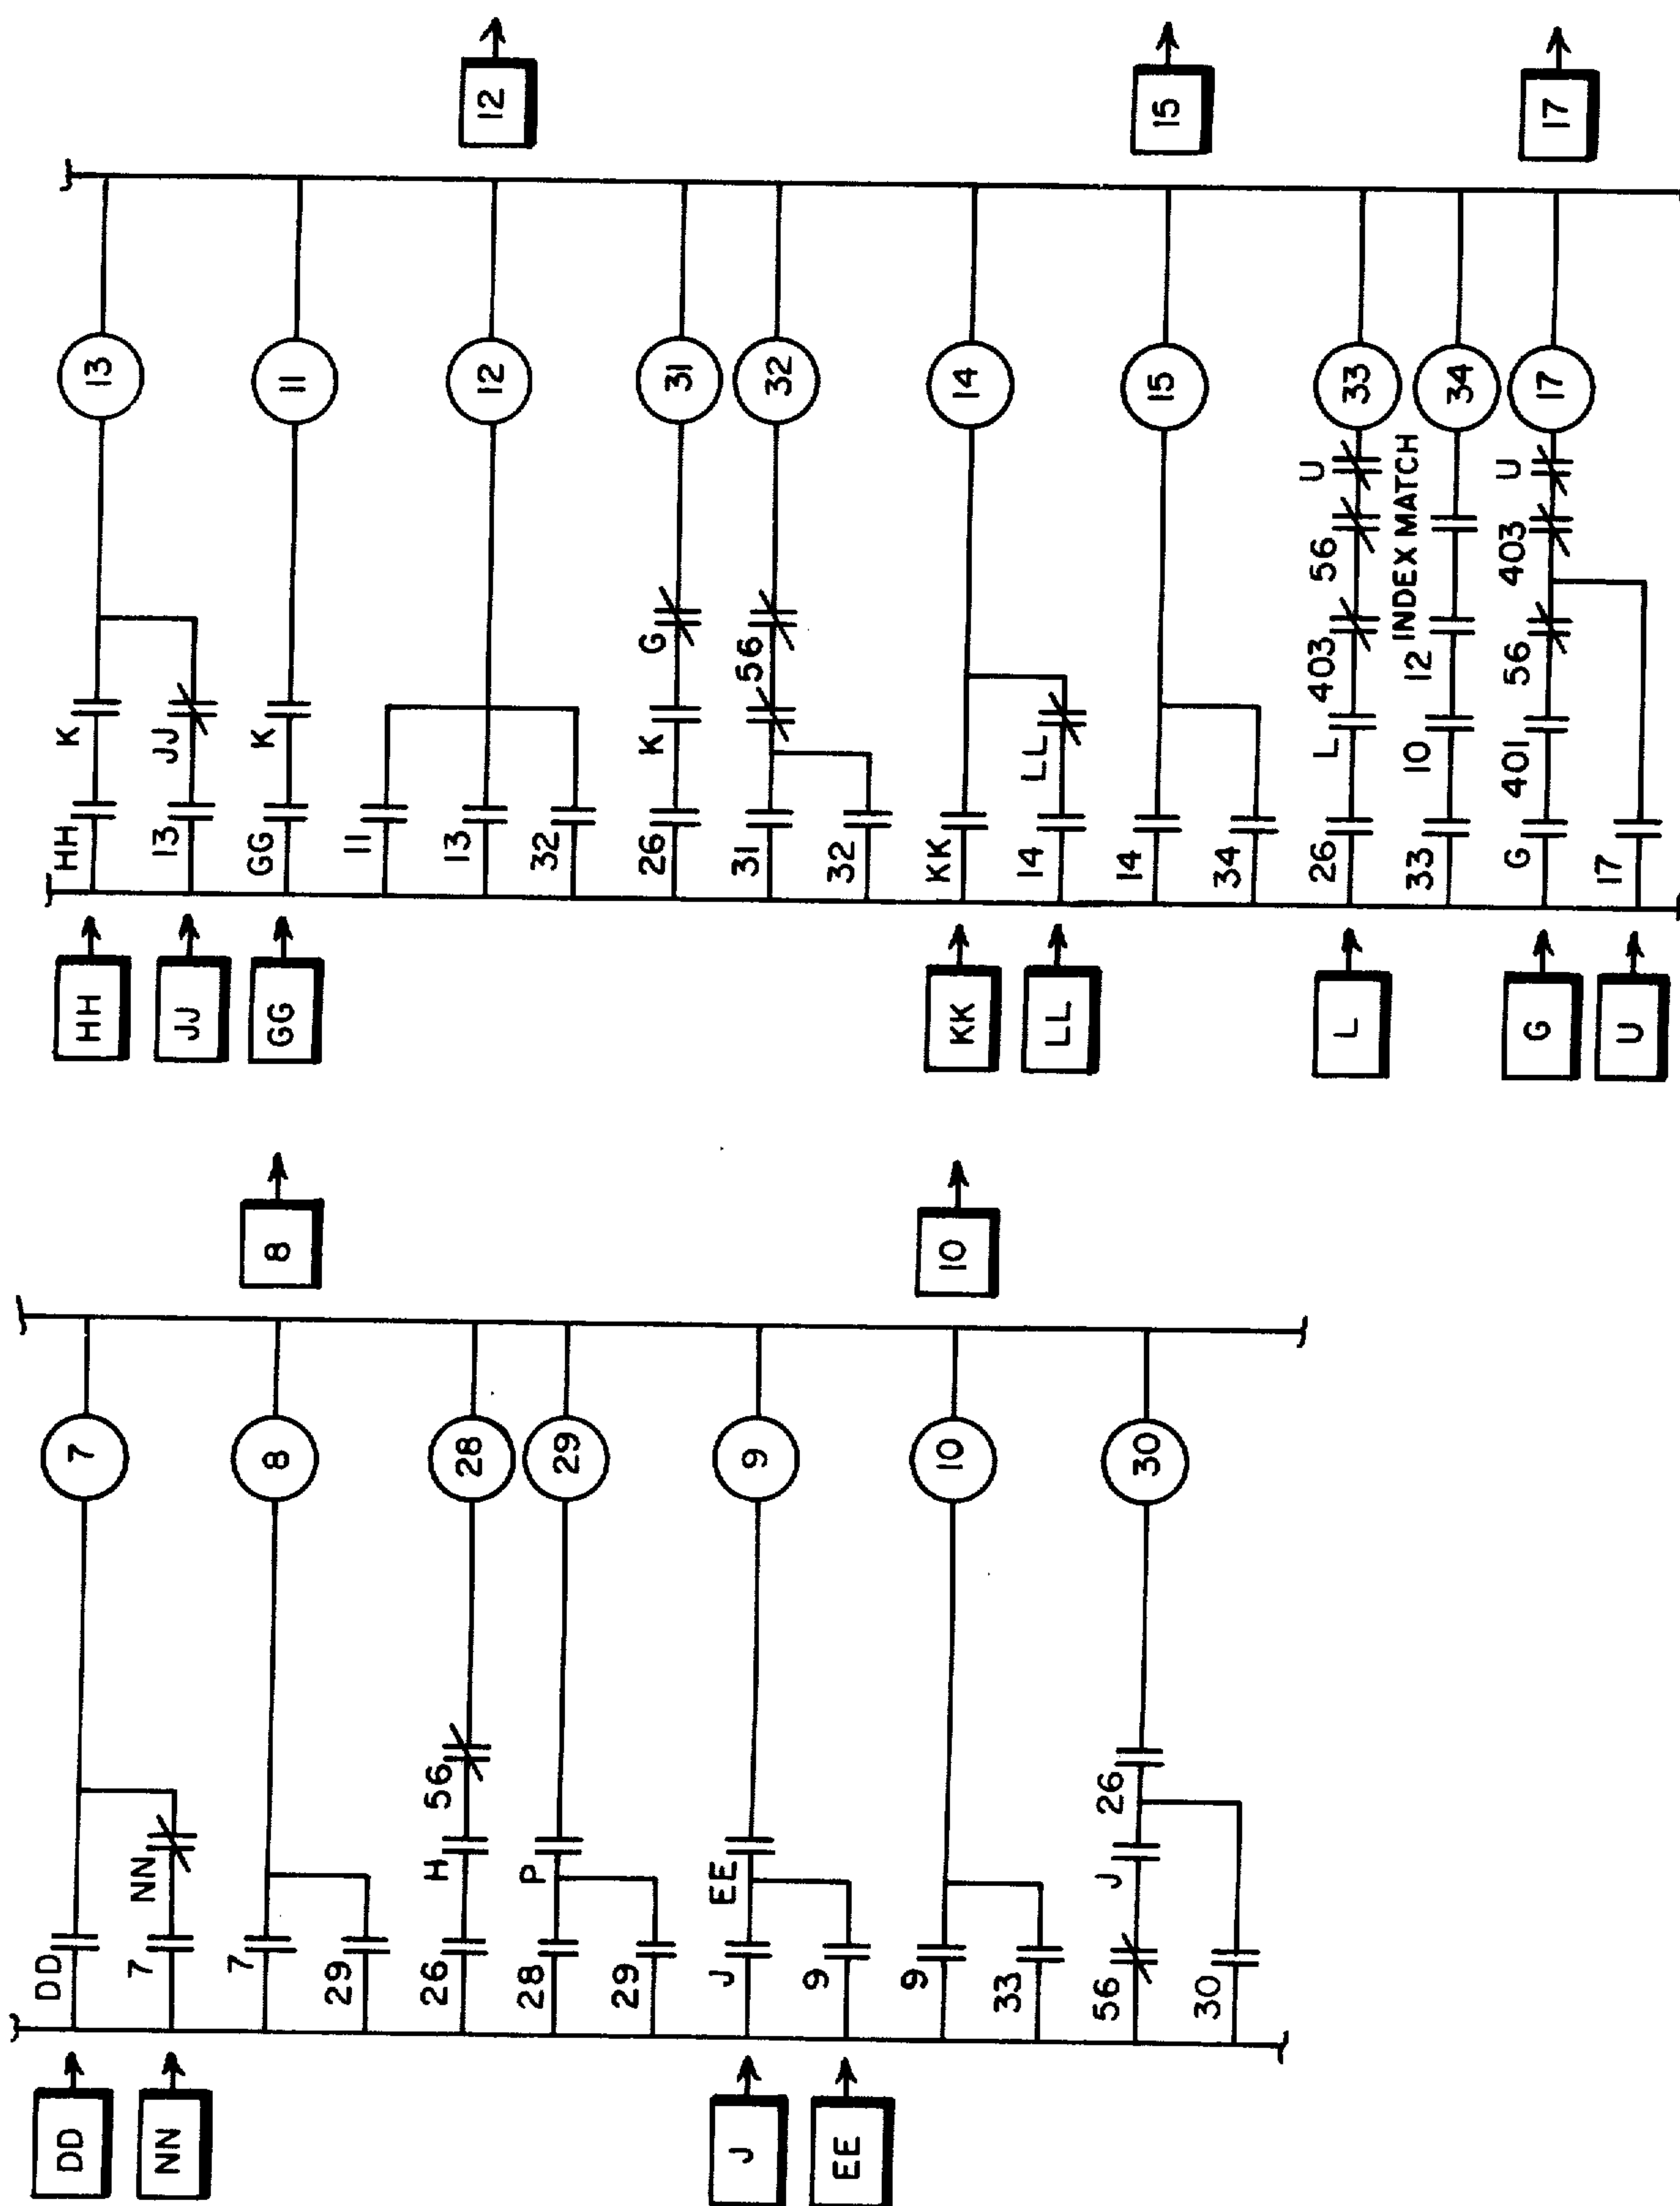 DD DD 7
NN 7 NN
7 8 8
29
26 H 56 28
28 P 29
29
J J EE 9
EE 9
9 10 10
33
56 J 26 30
30
HH HH K 13
JJ 13 JJ
GG GG K 11
11
13 12 12
32
26 K G 31
31 56 32
32
KK KK 14
LL 14 LL
14 15 15
34
L 26 L 403 56 U 33
33 10 12 INDEX MATCH 34
G G 401 56 403 U 17 17
U 17